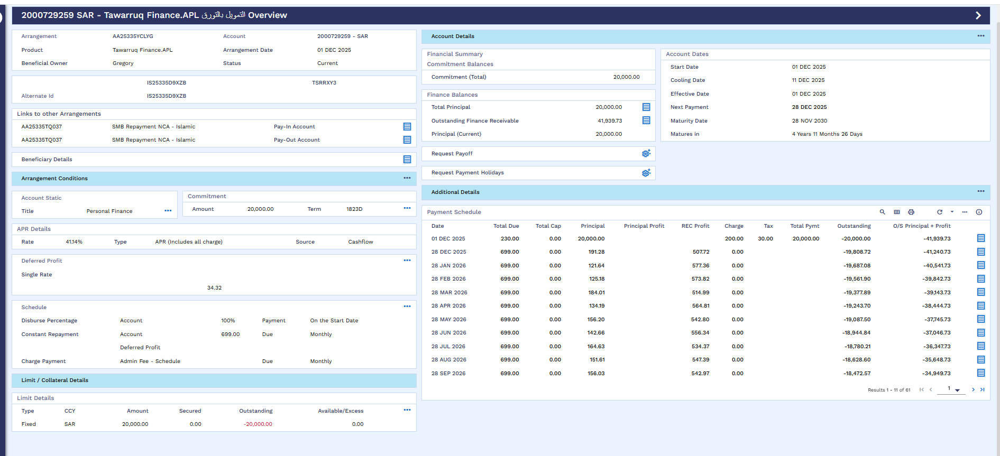 2000729259 SAR - Tawarruq Finance.APL التمويل بالتورق Overview
Arrangement AA25335YCLYG Account 2000729259 - SAR
Product Tawarruq Finance.APL Arrangement Date 01 DEC 2025
Beneficial Owner Gregory Status Current
IS25335D9XZB TSRRXY3
Alternate Id IS25335D9XZB
Links to other Arrangements
AA25335TQ037 SMB Repayment NCA - Islamic Pay-In Account
AA25335TQ037 SMB Repayment NCA - Islamic Pay-Out Account
Beneficiary Details
Arrangement Conditions
Account Static
Title Personal Finance
Commitment
Amount 20,000.00 Term 1823D
APR Details
Rate 41.14% Type APR (Includes all charge) Source Cashflow
Deferred Profit
Single Rate
34.32
Schedule
Disburse Percentage Account 100% Payment On the Start Date
Constant Repayment Account 699.00 Due Monthly
Deferred Profit
Charge Payment Admin Fee - Schedule Due Monthly
Limit / Collateral Details
Limit Details
Type CCY Amount Secured Outstanding Available/Excess
Fixed SAR 20,000.00 0.00 -20,000.00 0.00
Account Details
Financial Summary
Commitment Balances
Commitment (Total) 20,000.00
Finance Balances
Total Principal 20,000.00
Outstanding Finance Receivable 41,939.73
Principal (Current) 20,000.00
Request Payoff
Request Payment Holidays
Account Dates
Start Date 01 DEC 2025
Cooling Date 11 DEC 2025
Effective Date 01 DEC 2025
Next Payment 28 DEC 2025
Maturity Date 28 NOV 2030
Matures in 4 Years 11 Months 26 Days
Additional Details
Payment Schedule
Date Total Due Total Cap Principal Principal Profit REC Profit Charge Tax Total Pymt Outstanding O/S Principal + Profit
01 DEC 2025 230.00 0.00 20,000.00 200.00 30.00 20,000.00 -20,000.00 -41,939.73
28 DEC 2025 699.00 0.00 191.28 507.72 0.00 -19,808.72 -41,240.73
28 JAN 2026 699.00 0.00 121.64 577.36 0.00 -19,687.08 -40,541.73
28 FEB 2026 699.00 0.00 125.18 573.82 0.00 -19,561.90 -39,842.73
28 MAR 2026 699.00 0.00 184.01 514.99 0.00 -19,377.89 -39,143.73
28 APR 2026 699.00 0.00 134.19 564.81 0.00 -19,243.70 -38,444.73
28 MAY 2026 699.00 0.00 156.20 542.80 0.00 -19,087.50 -37,745.73
28 JUN 2026 699.00 0.00 142.66 556.34 0.00 -18,944.84 -37,046.73
28 JUL 2026 699.00 0.00 164.63 534.37 0.00 -18,780.21 -36,347.73
28 AUG 2026 699.00 0.00 151.61 547.39 0.00 -18,628.60 -35,648.73
28 SEP 2026 699.00 0.00 156.03 542.97 0.00 -18,472.57 -34,949.73
Results 1 - 11 of 61 1